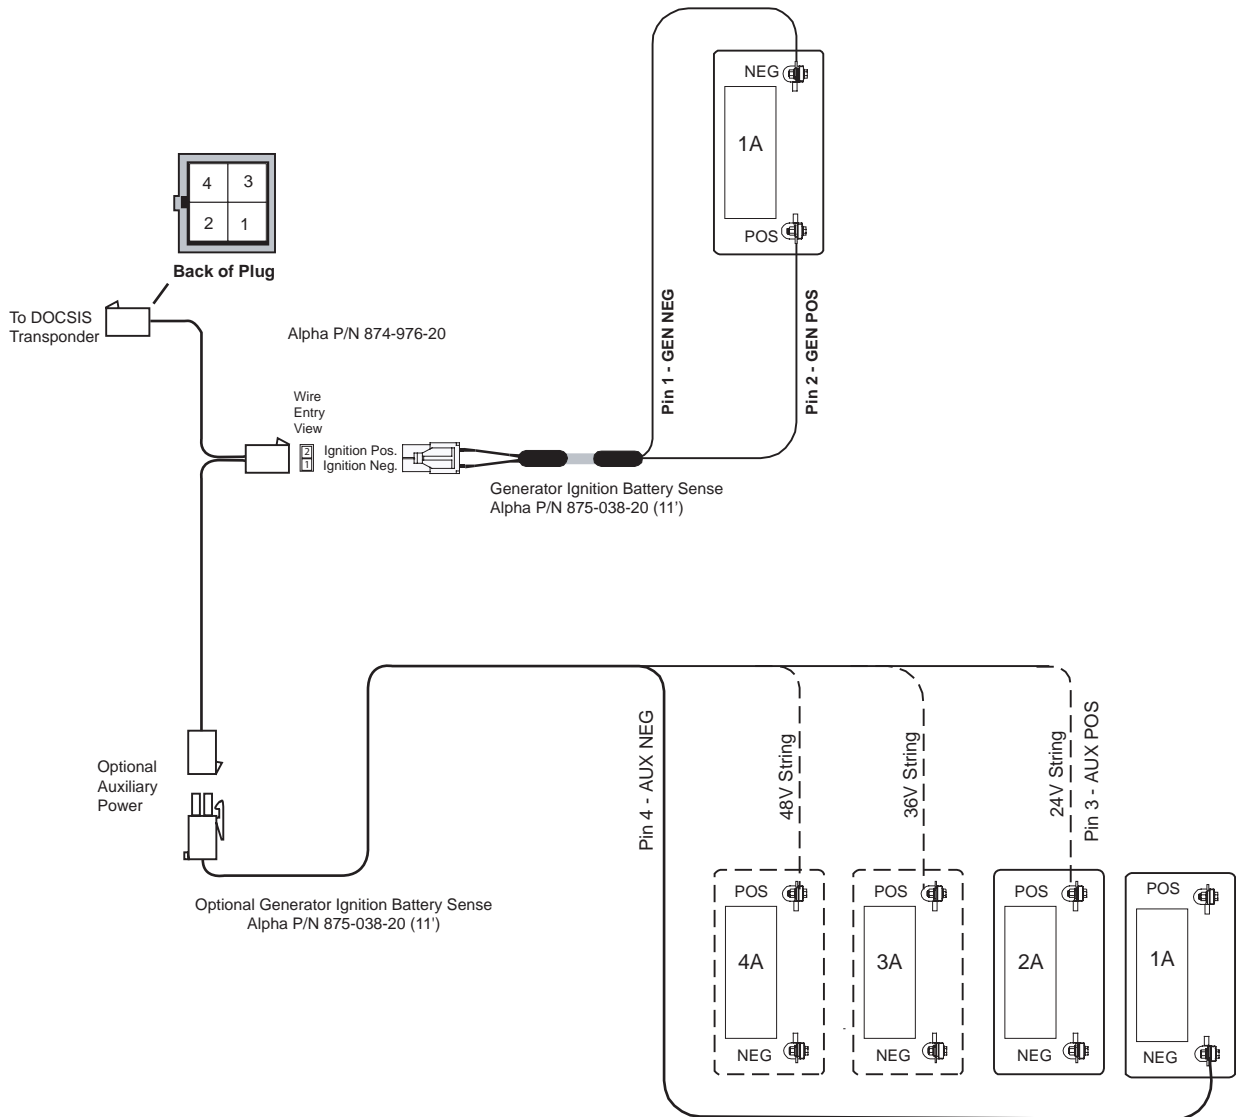 NEG
1A
POS
4 3
2 1
Back of Plug
To DOCSIS
Transponder
Alpha P/N 874-976-20
Pin 1 - GEN NEG
Pin 2 - GEN POS
Wire
Entry
View
2
1
Ignition Pos.
Ignition Neg.
Generator Ignition Battery Sense
Alpha P/N 875-038-20 (11')
Optional
Auxiliary
Power
Optional Generator Ignition Battery Sense
Alpha P/N 875-038-20 (11')
Pin 4 - AUX NEG
48V String
36V String
24V String
Pin 3 - AUX POS
POS
4A
NEG
POS
3A
NEG
POS
2A
NEG
POS
1A
NEG